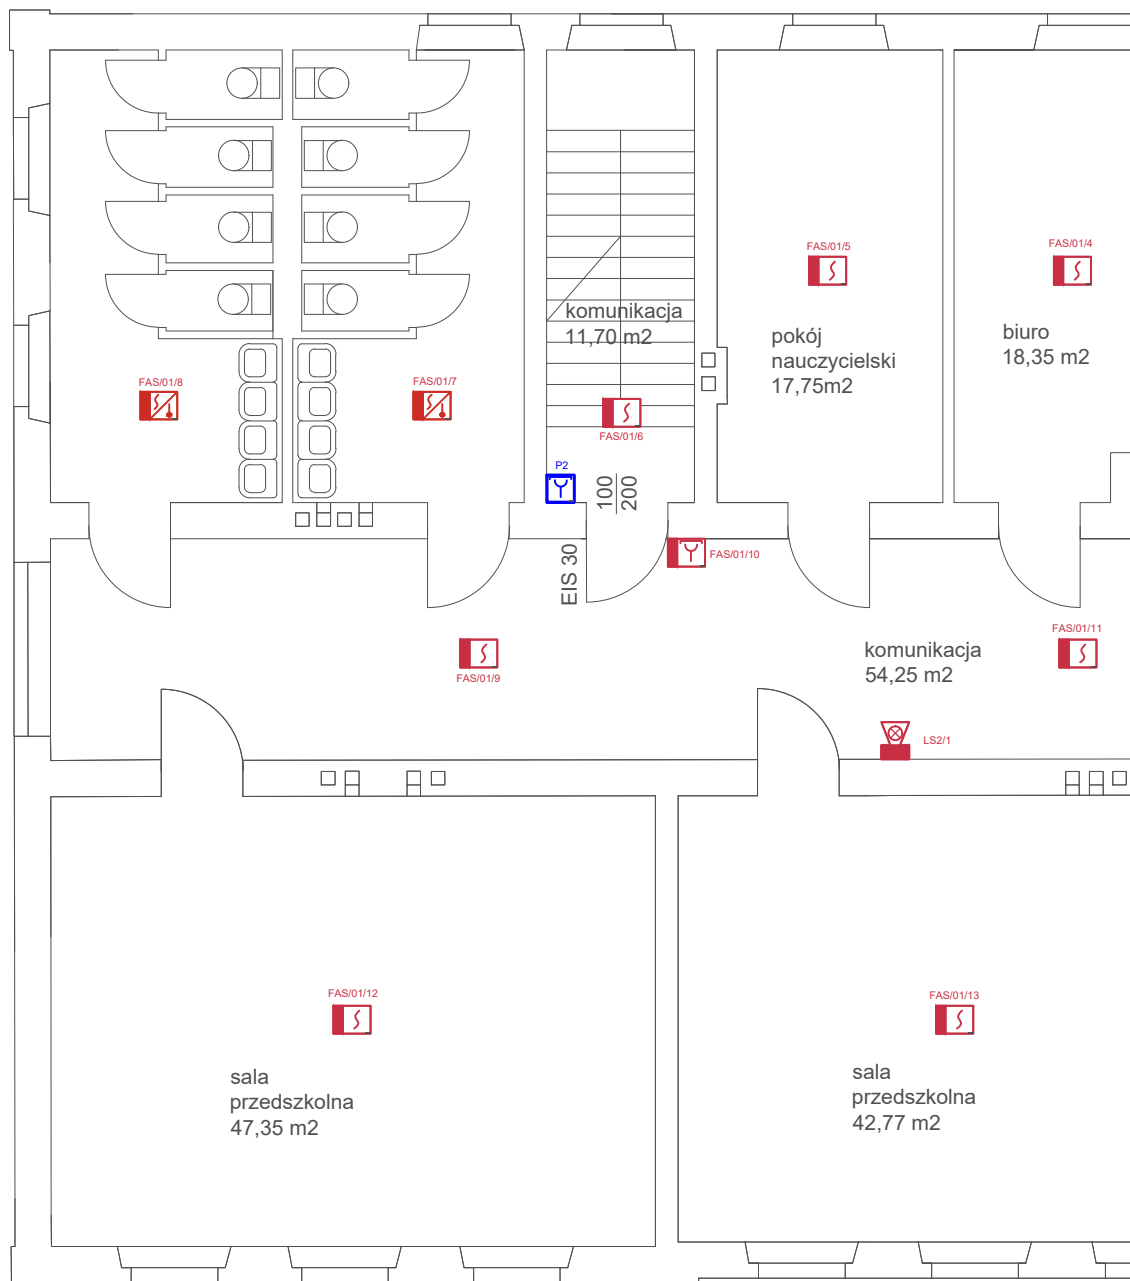 FAS/01/5
FAS/01/4
komunikacja
11,70 m2
pokój
nauczycielski
17,75m2
biuro
18,35 m2
FAS/01/8
FAS/01/7
FAS/01/6
P2
100
200
EIS 30
FAS/01/10
FAS/01/9
komunikacja
54,25 m2
FAS/01/11
LS2/1
FAS/01/12
FAS/01/13
sala
przedszkolna
47,35 m2
sala
przedszkolna
42,77 m2